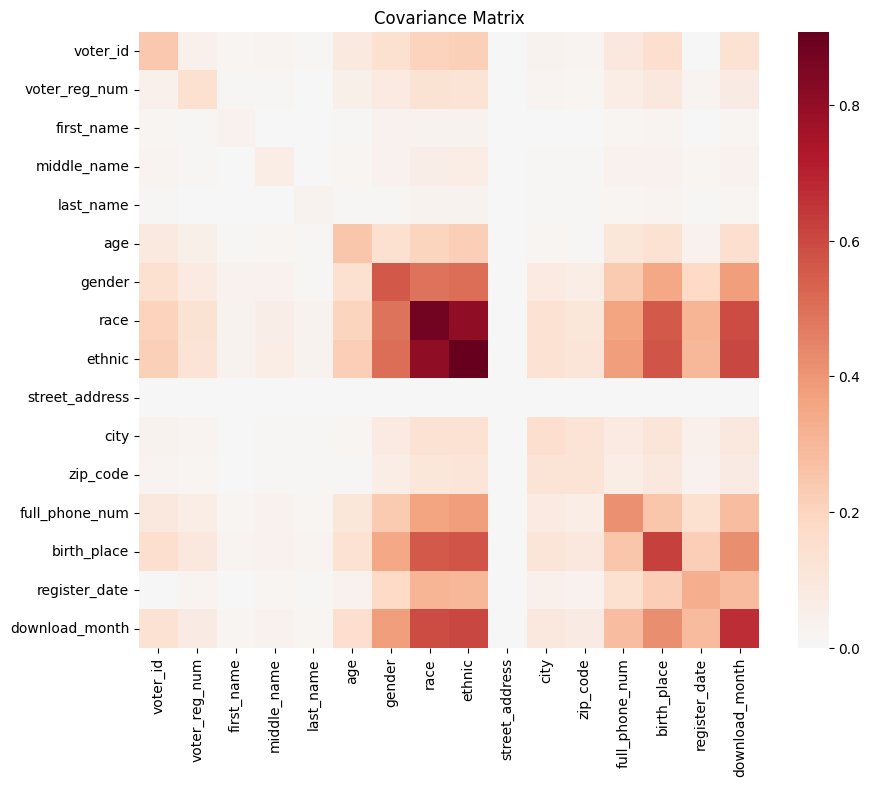 Covariance Matrix
voter_id
voter_reg_num
first_name
middle_name
last_name
age
gender
race
ethnic
street_address
city
zip_code
full_phone_num
birth_place
register_date
download_month
0.8
0.6
0.4
0.2
0.0
voter_id
voter_reg_num
first_name
middle_name
last_name
age
gender
race
ethnic
street_address
city
zip_code
full_phone_num
birth_place
register_date
download_month